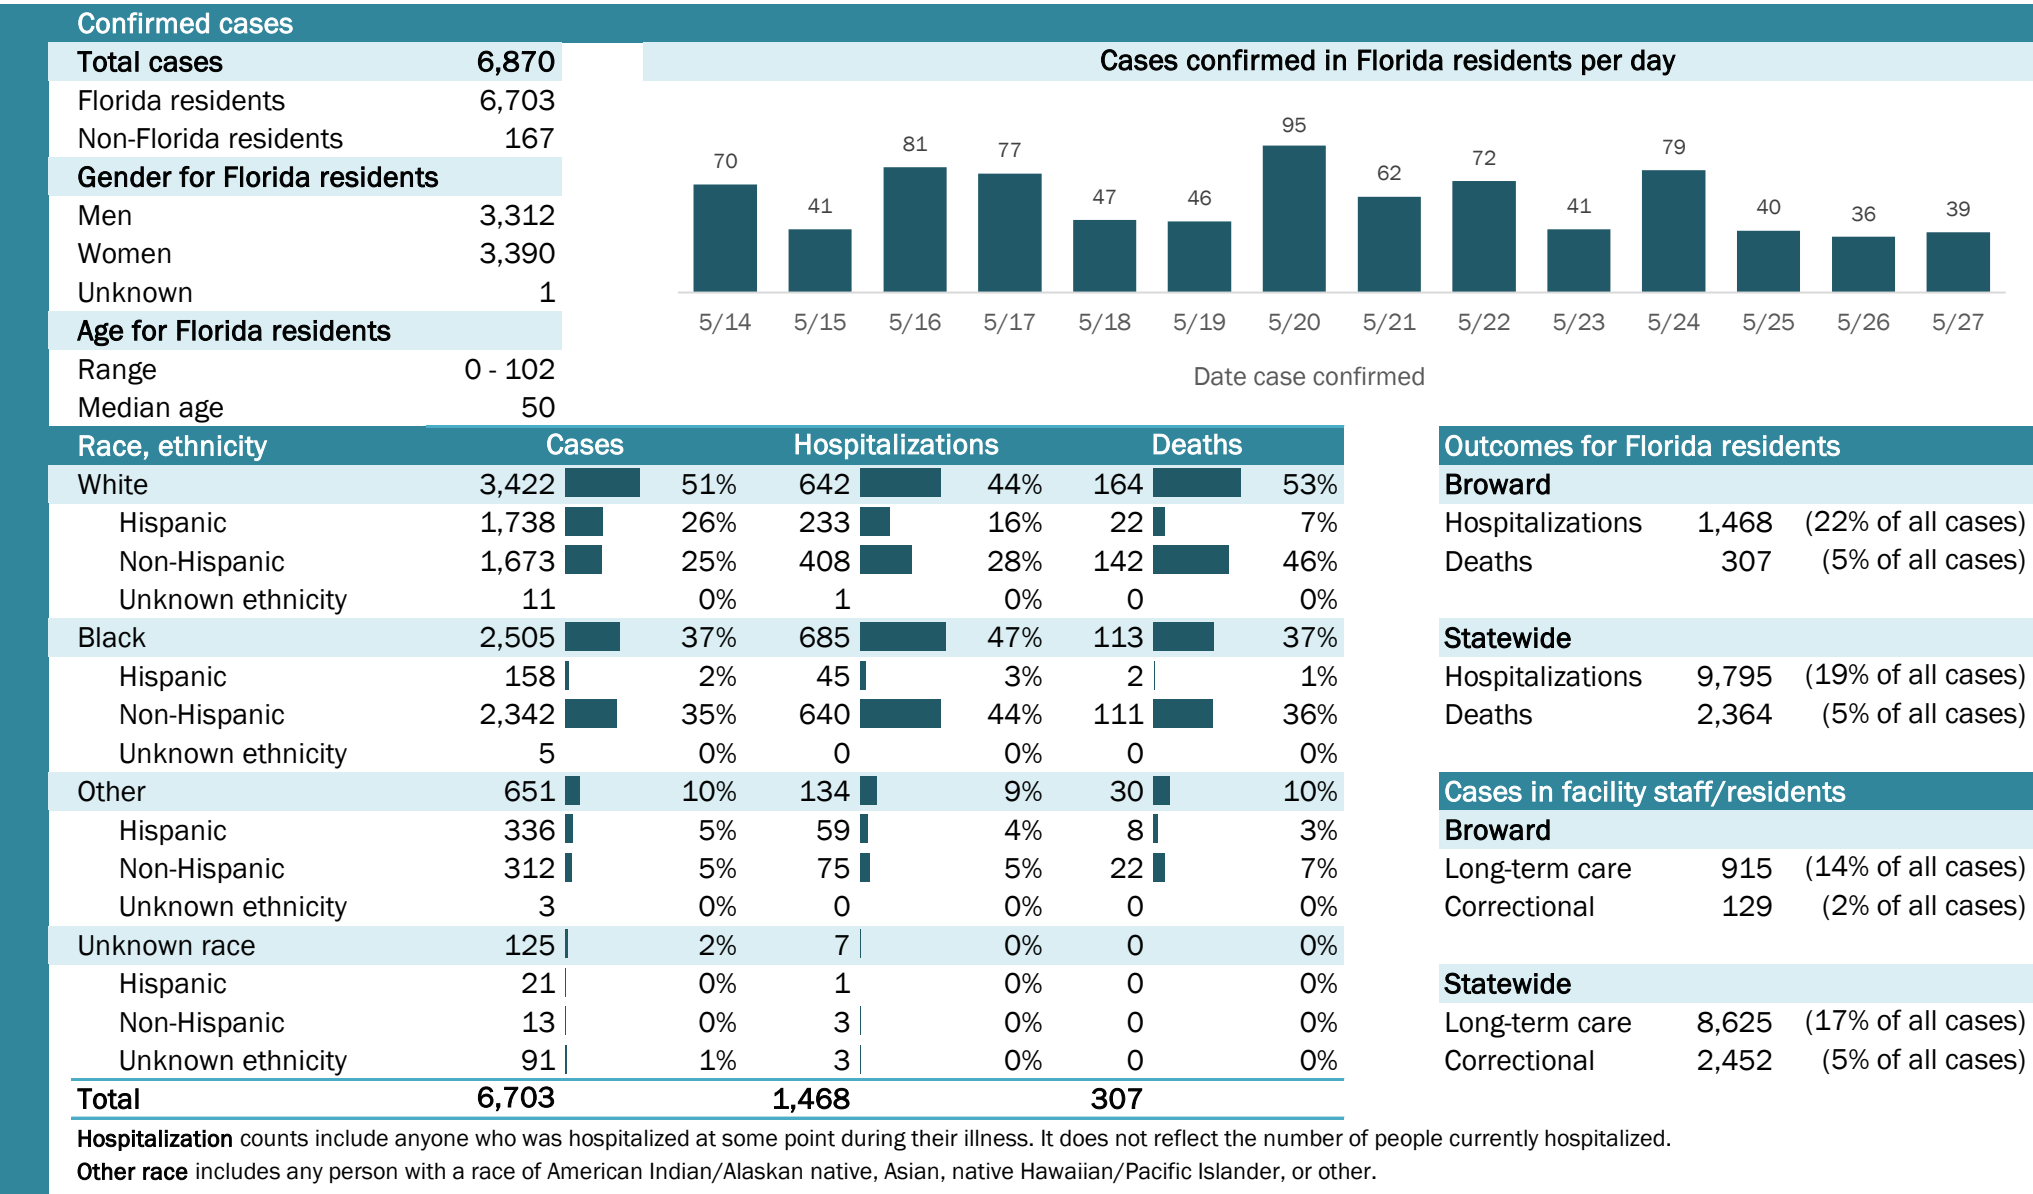 Confirmed cases
Total cases 6,870
Florida residents 6,703
Non-Florida residents 167
Gender for Florida residents
Men 3,312
Women 3,390
Unknown 1
Age for Florida residents
Range 0 - 102
Median age 50
Cases confirmed in Florida residents per day
70 41 81 77 47 46 95 62 72 41 79 40 36 39
5/14 5/15 5/16 5/17 5/18 5/19 5/20 5/21 5/22 5/23 5/24 5/25 5/26 5/27
Date case confirmed
Race, ethnicity Cases Hospitalizations Deaths
White 3,422 51% 642 44% 164 53%
Hispanic 1,738 26% 233 16% 22 7%
Non-Hispanic 1,673 25% 408 28% 142 46%
Unknown ethnicity 11 0% 1 0% 0 0%
Black 2,505 37% 685 47% 113 37%
Hispanic 158 2% 45 3% 2 1%
Non-Hispanic 2,342 35% 640 44% 111 36%
Unknown ethnicity 5 0% 0 0% 0 0%
Other 651 10% 134 9% 30 10%
Hispanic 336 5% 59 4% 8 3%
Non-Hispanic 312 5% 75 5% 22 7%
Unknown ethnicity 3 0% 0 0% 0 0%
Unknown race 125 2% 7 0% 0 0%
Hispanic 21 0% 1 0% 0 0%
Non-Hispanic 13 0% 3 0% 0 0%
Unknown ethnicity 91 1% 3 0% 0 0%
Total 6,703 1,468 307
Outcomes for Florida residents
Broward
Hospitalizations 1,468 (22% of all cases)
Deaths 307 (5% of all cases)
Statewide
Hospitalizations 9,795 (19% of all cases)
Deaths 2,364 (5% of all cases)
Cases in facility staff/residents
Broward
Long-term care 915 (14% of all cases)
Correctional 129 (2% of all cases)
Statewide
Long-term care 8,625 (17% of all cases)
Correctional 2,452 (5% of all cases)
Hospitalization counts include anyone who was hospitalized at some point during their illness. It does not reflect the number of people currently hospitalized.
Other race includes any person with a race of American Indian/Alaskan native, Asian, native Hawaiian/Pacific Islander, or other.